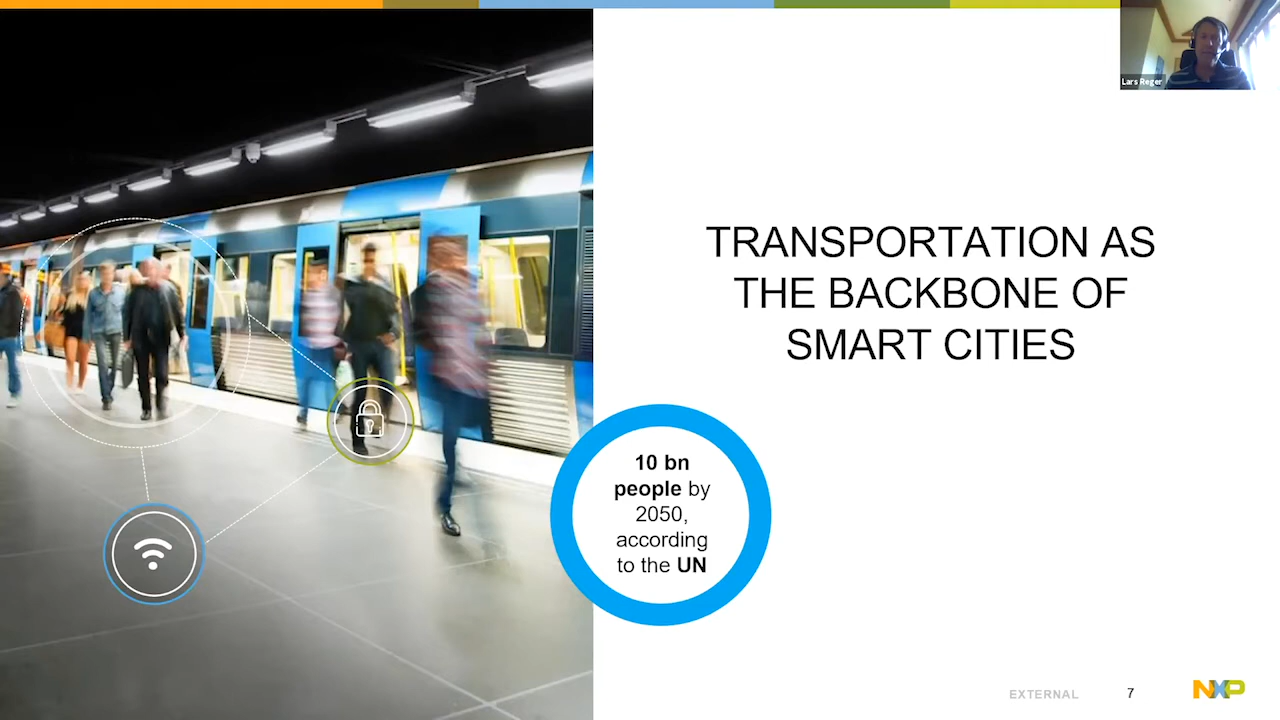 Lars Reger
TRANSPORTATION AS
THE BACKBONE OF
SMART CITIES
10 bn
people by
2050,
according
to the UN
EXTERNAL
7
NXP